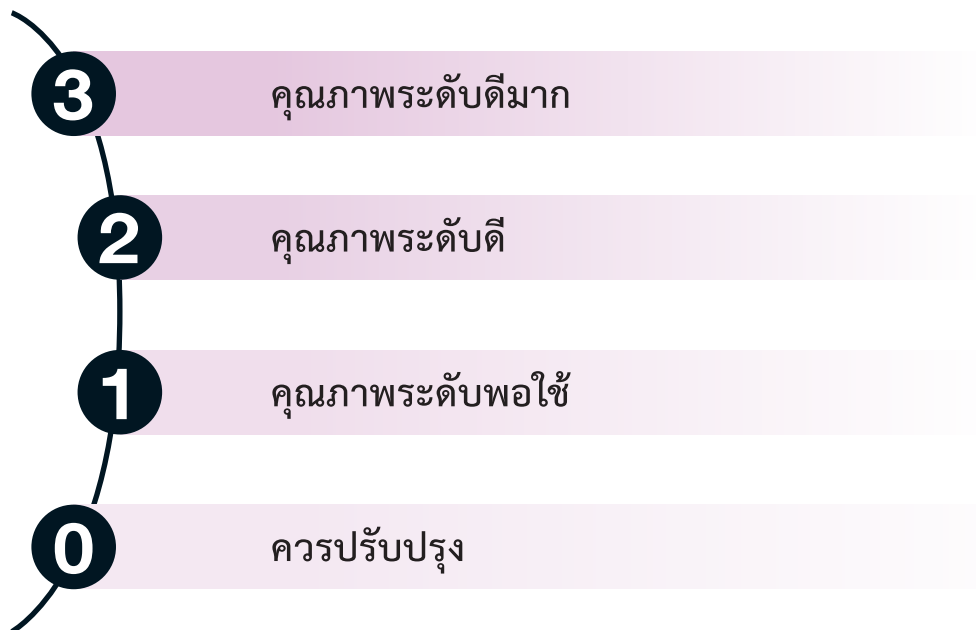 3 คุณภาพระดับดีมาก
2 คุณภาพระดับดี
1 คุณภาพระดับพอใช้
0 ควรปรับปรุง